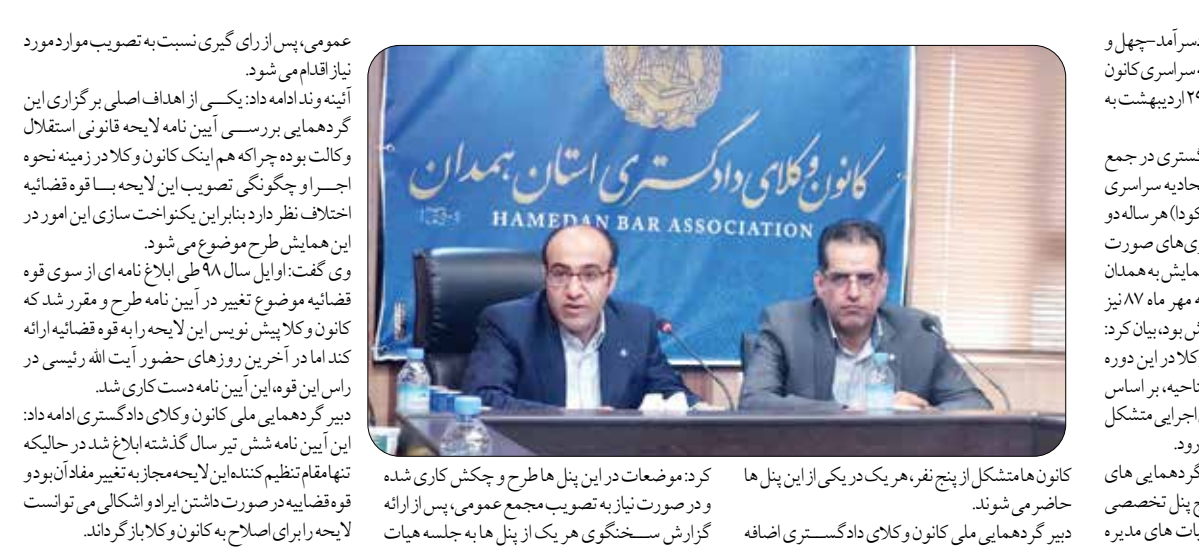 سرآمد-چهل و
سراسری کانون
۲۹ اردیبهشت به
گستری در جمع
حادیه سراسری
کودا) هر ساله دو
ی‌های صورت
مایش به همدان
ه مهر ماه ۸۷ نیز
ش بود، بیان کرد:
کلا در این دوره
ناحیه، بر اساس
اجرایی متشکل
رود.
گردهمایی های
ح پنل تخصصی
یات های مدیره
کانون وکلای دادگستری استان همدان
HAMEDAN BAR ASSOCIATION
کانون ها متشکل از پنج نفر، هر یک در یکی از این پنل ها
حاضر می شوند.
دبیر گردهمایی ملی کانون و کلای دادگستری اضافه
کرد: موضعات در این پنل ها طرح و چکش کاری شده
و در صورت نیاز به تصویب مجمع عمومی، پس از ارائه
گزارش سخنگوی هر یک از پنل ها به جلسه هیات
عمومی، پس از رای گیری نسبت به تصویب موارد مورد
نیاز اقدام می شود.
آئینه وند ادامه داد: یکی از اهداف اصلی برگزاری این
گردهمایی بررسی آیین نامه لایحه قانونی استقلال
وکالت بوده چراکه هم اینک کانون وکلا در زمینه نحوه
اجرا و چگونگی تصویب این لایحه با قوه قضائیه
اختلاف نظر دارد بنابراین یکنواخت سازی این امور در
این همایش طرح موضوع می شود.
وی گفت: اوایل سال ۹۸ طی ابلاغ نامه ای از سوی قوه
قضائیه موضوع تغییر در آیین نامه طرح و مقرر شد که
کانون وکلا پیش نویس این لایحه را به قوه قضائیه ارائه
کند اما در آخرین روزهای حضور آیت الله رئیسی در
راس این قوه، این آیین نامه دست کاری شد.
دبیر گردهمایی ملی کانون وکلای دادگستری ادامه داد:
این آیین نامه شش تیر سال گذشته ابلاغ شد در حالیکه
تنها مقام تنظیم کننده این لایحه مجاز به تغییر مفاد آن بود و
قوه قضاییه در صورت داشتن ایراد و اشکالی می توانست
لایحه را برای اصلاح به کانون وکلا بازگرداند.